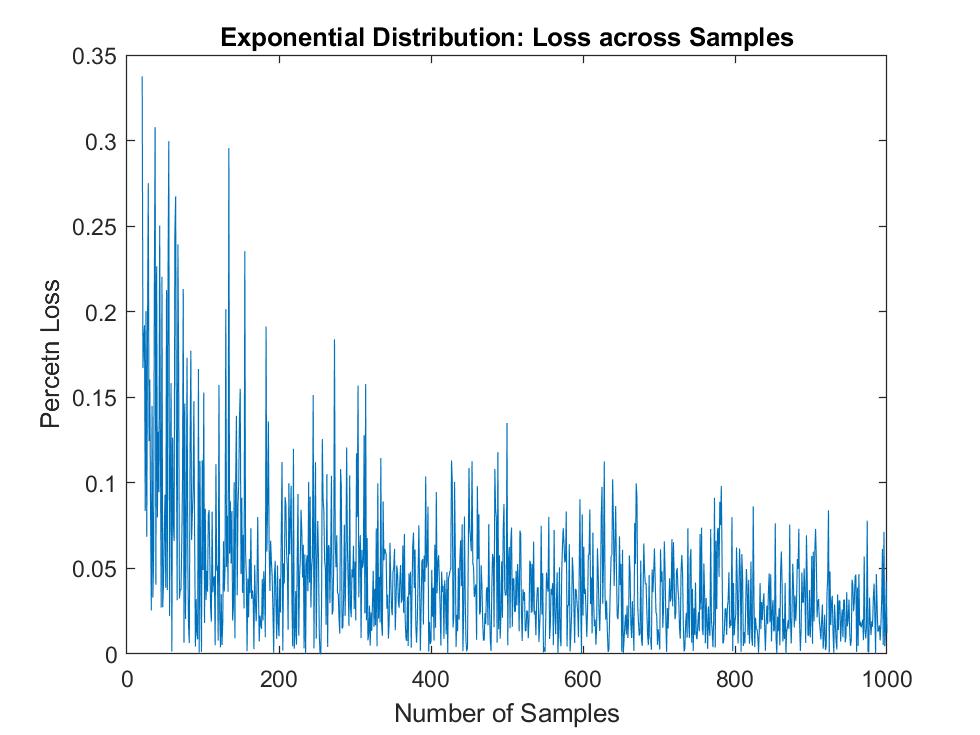 Exponential Distribution: Loss across Samples
0.35
0.3
0.25
0.2
0.15
0.1
0.05
0
Percetn Loss
0 200 400 600 800 1000
Number of Samples